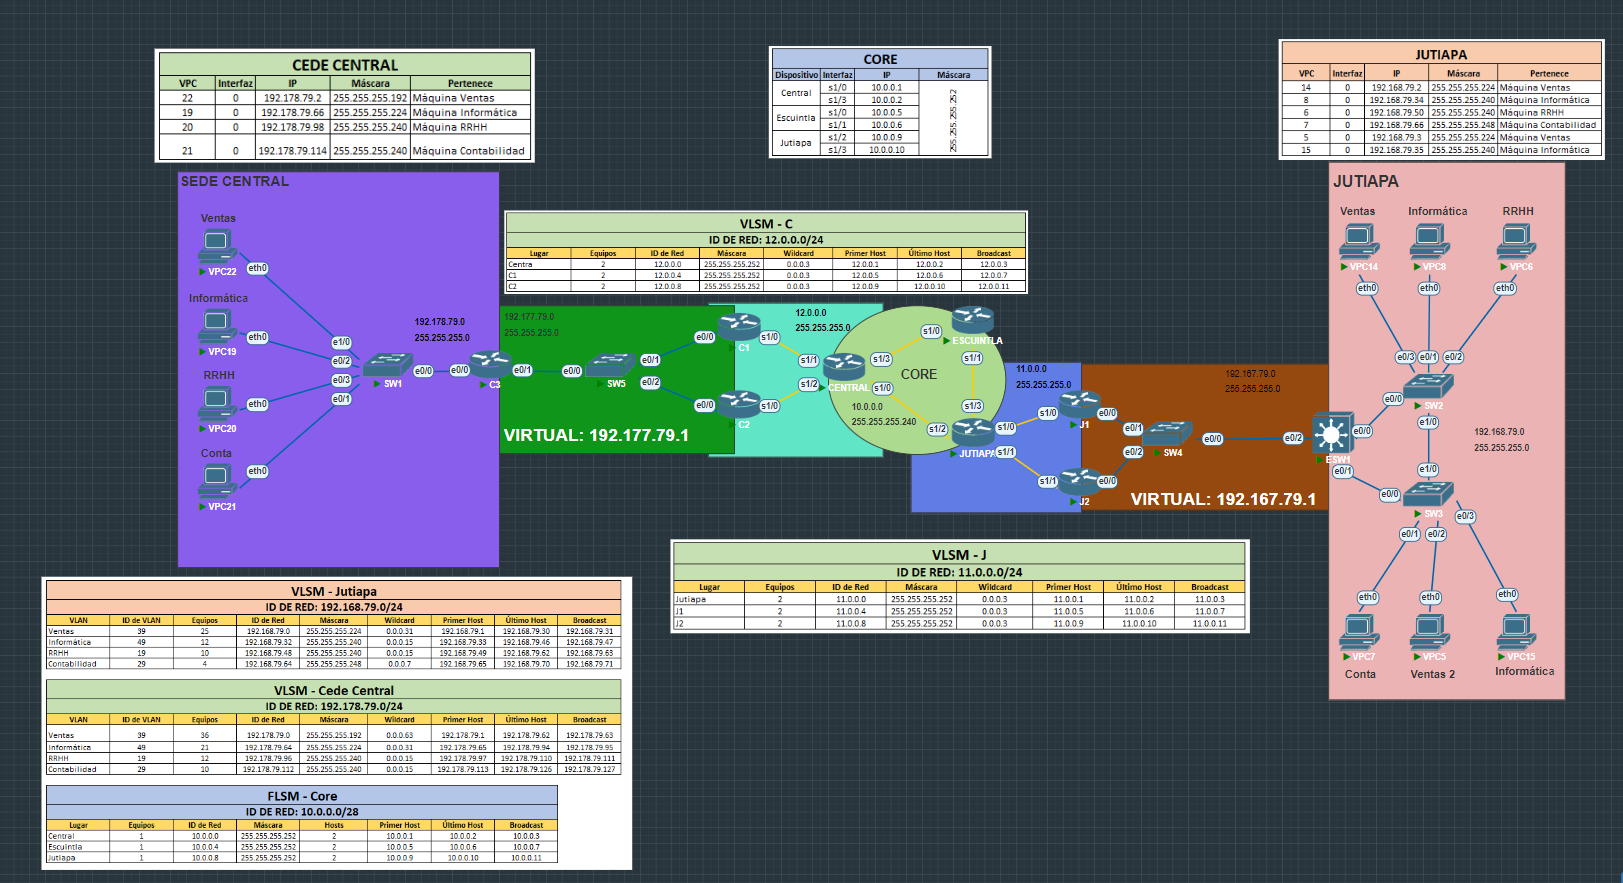 CEDE CENTRAL
VPC Interfaz IP Máscara Pertenece
22 0 192.178.79.2 255.255.255.192 Máquina Ventas
19 0 192.178.79.66 255.255.255.224 Máquina Informática
20 0 192.178.79.98 255.255.255.240 Máquina RRHH
21 0 192.178.79.114 255.255.255.240 Máquina Contabilidad
CORE
Dispositivo Interfaz IP Máscara
Central s1/0 10.0.0.1
s1/3 10.0.0.2
Escuintla s1/0 10.0.0.5
s1/1 10.0.0.6
Jutiapa s1/2 10.0.0.9
s1/3 10.0.0.10
255.255.255.252
JUTIAPA
VPC Interfaz IP Máscara Pertenece
14 0 192.168.79.2 255.255.255.224 Máquina Ventas
8 0 192.168.79.34 255.255.255.240 Máquina Informática
6 0 192.168.79.50 255.255.255.240 Máquina RRHH
7 0 192.168.79.66 255.255.255.248 Máquina Contabilidad
5 0 192.168.79.3 255.255.255.224 Máquina Ventas
15 0 192.168.79.35 255.255.255.240 Máquina Informática
SEDE CENTRAL
Ventas
VPC22
eth0
Informática
VPC19
eth0
RRHH
VPC20
eth0
Conta
VPC21
eth0
192.178.79.0
255.255.255.0
e1/0
e0/2
e0/3
e0/1
SW1
e0/0
e0/0
C3
e0/1
VLSM - C
ID DE RED: 12.0.0.0/24
Lugar Equipos ID de Red Máscara Wildcard Primer Host Último Host Broadcast
Centra 2 12.0.0.0 255.255.255.252 0.0.0.3 12.0.0.1 12.0.0.2 12.0.0.3
C1 2 12.0.0.4 255.255.255.252 0.0.0.3 12.0.0.5 12.0.0.6 12.0.0.7
C2 2 12.0.0.8 255.255.255.252 0.0.0.3 12.0.0.9 12.0.0.10 12.0.0.11
192.177.79.0
255.255.255.0
e0/0
SW5
e0/1
e0/2
e0/0
e0/0
VIRTUAL: 192.177.79.1
C1
C2
s1/0
s1/0
12.0.0.0
255.255.255.0
s1/1
s1/2
CENTRAL
s1/3
s1/0
CORE
10.0.0.0
255.255.255.240
s1/0
ESCUINTLA
s1/1
s1/3
s1/2
JUTIAPA
s1/0
s1/1
11.0.0.0
255.255.255.0
s1/0
s1/1
J1
J2
e0/0
e0/0
192.167.79.0
255.255.255.0
e0/1
e0/2
SW4
e0/0
e0/2
VIRTUAL: 192.167.79.1
ESW1
e0/0
e0/1
JUTIAPA
Ventas Informática RRHH
VPC14 VPC8 VPC6
eth0 eth0 eth0
e0/3 e0/1 e0/2
e0/0
SW2
e1/0
192.168.79.0
255.255.255.0
e1/0
e0/0
SW3
e0/1 e0/2 e0/3
eth0 eth0 eth0
VPC7 VPC5 VPC15
Conta Ventas 2 Informática
VLSM - J
ID DE RED: 11.0.0.0/24
Lugar Equipos ID de Red Máscara Wildcard Primer Host Último Host Broadcast
Jutiapa 2 11.0.0.0 255.255.255.252 0.0.0.3 11.0.0.1 11.0.0.2 11.0.0.3
J1 2 11.0.0.4 255.255.255.252 0.0.0.3 11.0.0.5 11.0.0.6 11.0.0.7
J2 2 11.0.0.8 255.255.255.252 0.0.0.3 11.0.0.9 11.0.0.10 11.0.0.11
VLSM - Jutiapa
ID DE RED: 192.168.79.0/24
VLAN ID de VLAN Equipos ID de Red Máscara Wildcard Primer Host Último Host Broadcast
Ventas 39 25 192.168.79.0 255.255.255.224 0.0.0.31 192.168.79.1 192.168.79.30 192.168.79.31
Informática 49 12 192.168.79.32 255.255.255.240 0.0.0.15 192.168.79.33 192.168.79.46 192.168.79.47
RRHH 19 10 192.168.79.48 255.255.255.240 0.0.0.15 192.168.79.49 192.168.79.62 192.168.79.63
Contabilidad 29 4 192.168.79.64 255.255.255.248 0.0.0.7 192.168.79.65 192.168.79.70 192.168.79.71
VLSM - Cede Central
ID DE RED: 192.178.79.0/24
VLAN ID de VLAN Equipos ID de Red Máscara Wildcard Primer Host Último Host Broadcast
Ventas 39 36 192.178.79.0 255.255.255.192 0.0.0.63 192.178.79.1 192.178.79.62 192.178.79.63
Informática 49 21 192.178.79.64 255.255.255.224 0.0.0.31 192.178.79.65 192.178.79.94 192.178.79.95
RRHH 19 12 192.178.79.96 255.255.255.240 0.0.0.15 192.178.79.97 192.178.79.110 192.178.79.111
Contabilidad 29 10 192.178.79.112 255.255.255.240 0.0.0.15 192.178.79.113 192.178.79.126 192.178.79.127
FLSM - Core
ID DE RED: 10.0.0.0/28
Lugar Equipos ID de Red Máscara Hosts Primer Host Último Host Broadcast
Central 1 10.0.0.0 255.255.255.252 2 10.0.0.1 10.0.0.2 10.0.0.3
Escuintla 1 10.0.0.4 255.255.255.252 2 10.0.0.5 10.0.0.6 10.0.0.7
Jutiapa 1 10.0.0.8 255.255.255.252 2 10.0.0.9 10.0.0.10 10.0.0.11